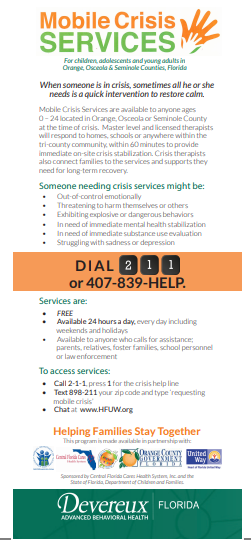 Mobile Crisis
SERVICES
For children, adolescents and young adults in
Orange, Osceola & Seminole Counties, Florida
When someone is in crisis, sometimes all he or she
needs is a quick intervention to restore calm.
Mobile Crisis Services are available to anyone ages
0 – 24 located in Orange, Osceola or Seminole County
at the time of crisis. Master level and licensed therapists
will respond to homes, schools or anywhere within the
tri-county community, within 60 minutes to provide
immediate on-site crisis stabilization. Crisis therapists
also connect families to the services and supports they
need for long-term recovery.
Someone needing crisis services might be:
• Out-of-control emotionally
• Threatening to harm themselves or others
• Exhibiting explosive or dangerous behaviors
• In need of immediate mental health stabilization
• In need of immediate substance use evaluation
• Struggling with sadness or depression
DIAL 2 1 1
or 407-839-HELP.
Services are:
• FREE
• Available 24 hours a day, every day including
weekends and holidays
• Available to anyone who calls for assistance;
parents, relatives, foster families, school personnel
or law enforcement
To access services:
• Call 2-1-1, press 1 for the crisis help line
• Text 898-211 your zip code and type 'requesting
mobile crisis'
• Chat at www.HFUW.org
Helping Families Stay Together
This program is made available in partnership with:
Central Florida Cares
ORANGE COUNTY
GOVERNMENT
FLORIDA
United
Way
Sponsored by Central Florida Cares Health System, Inc. and the
State of Florida, Department of Children and Families.
Devereux
ADVANCED BEHAVIORAL HEALTH
FLORIDA